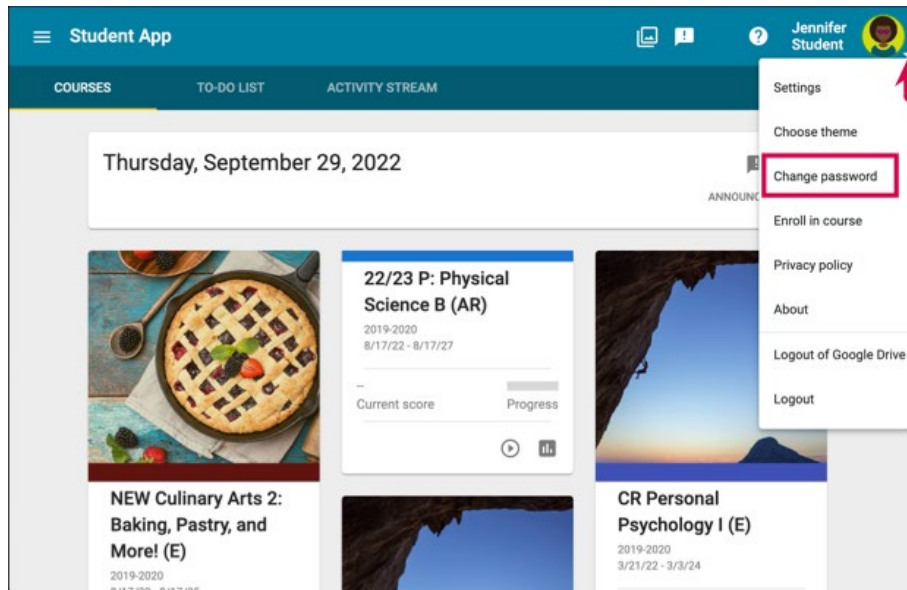 Student App
Jennifer
Student
COURSES
TO-DO LIST
ACTIVITY STREAM
Settings
Choose theme
Change password
Enroll in course
Privacy policy
About
Logout of Google Drive
Logout
Thursday, September 29, 2022
22/23 P: Physical
Science B (AR)
2019-2020
8/17/22 - 8/17/27
--
Current score
Progress
NEW Culinary Arts 2:
Baking, Pastry, and
More! (E)
2019-2020
CR Personal
Psychology I (E)
2019-2020
3/21/22 - 3/3/24